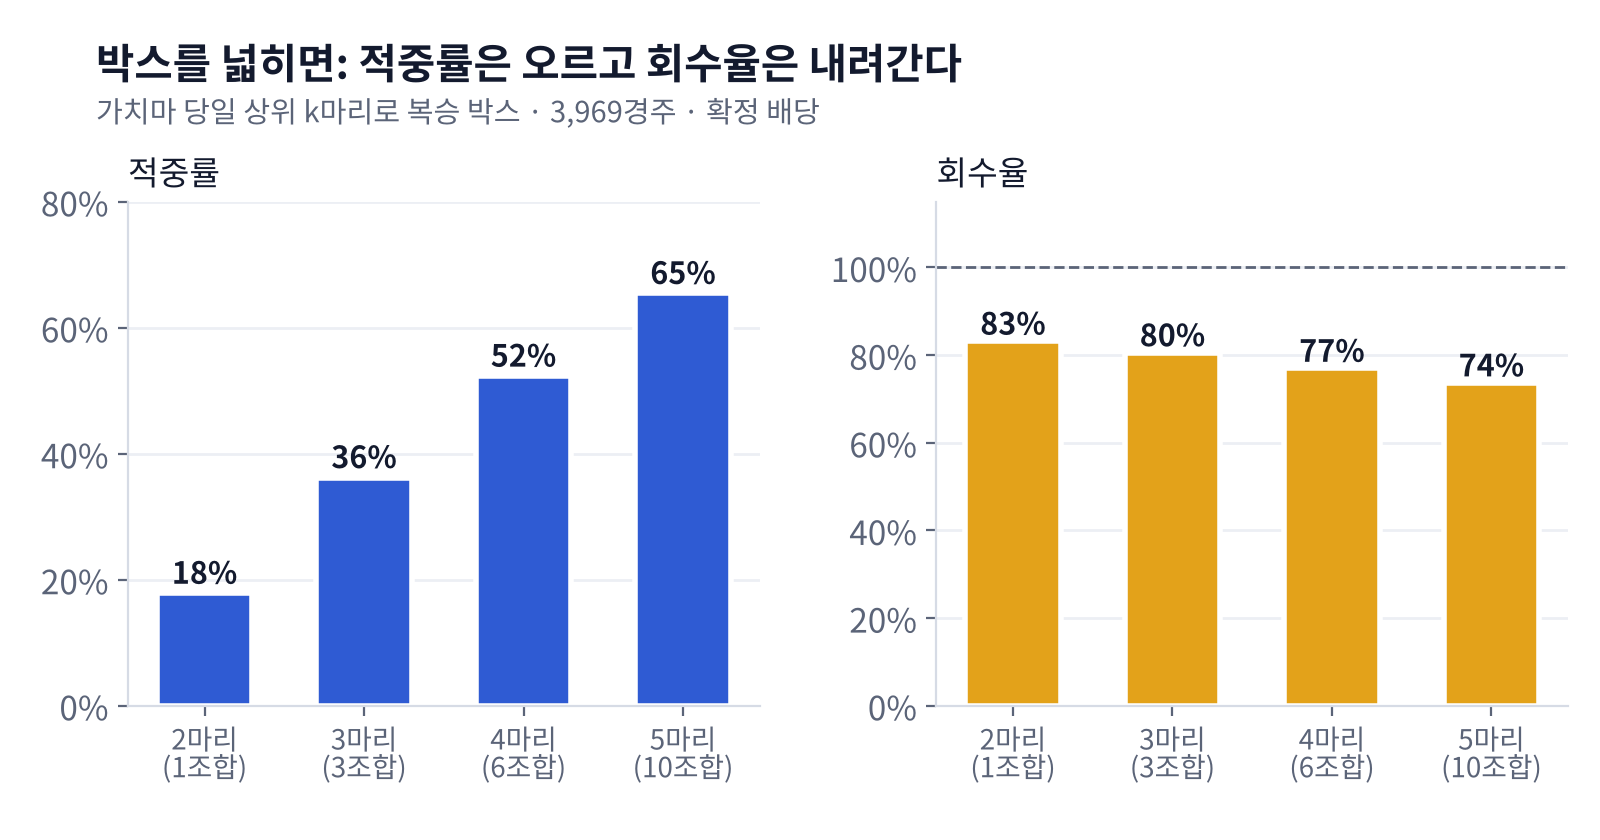 박스를 넓히면: 적중률은 오르고 회수율은 내려간다
가치마 당일 상위 k마리로 복승 박스 · 3,969경주 · 확정 배당
적중률
80%
60%
40%
20%
0%
18%
36%
52%
65%
2마리
(1조합)
3마리
(3조합)
4마리
(6조합)
5마리
(10조합)
회수율
100%
80%
60%
40%
20%
0%
83%
80%
77%
74%
2마리
(1조합)
3마리
(3조합)
4마리
(6조합)
5마리
(10조합)